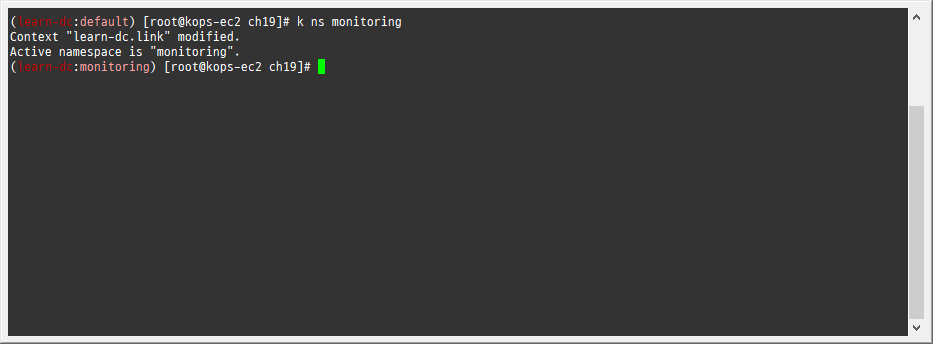 (learn-dc:default) [root@kops-ec2 ch19]# k ns monitoring
Context "learn-dc.link" modified.
Active namespace is "monitoring".
(learn-dc:monitoring) [root@kops-ec2 ch19]#